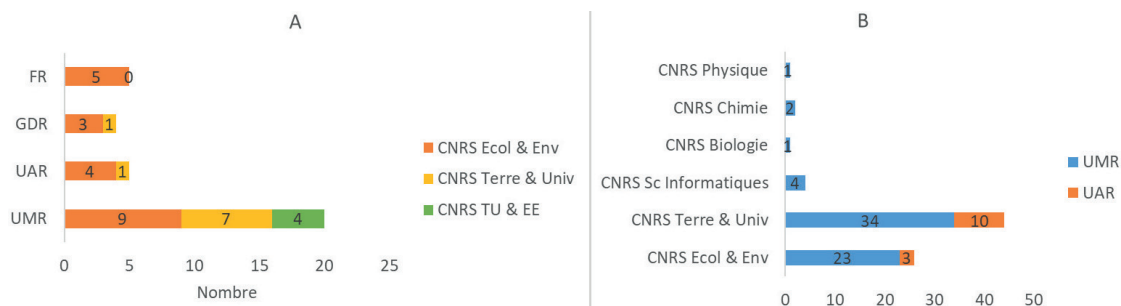 A
FR
5 0
GDR
3 1
UAR
4 1
UMR
9 7 4
0 5 10 15 20 25
Nombre
CNRS Ecol & Env
CNRS Terre & Univ
CNRS TU & EE
B
CNRS Physique
1
CNRS Chimie
2
CNRS Biologie
1
CNRS Sc Informatiques
4
CNRS Terre & Univ
34 10
CNRS Ecol & Env
23 3
0 10 20 30 40 50
UMR
UAR